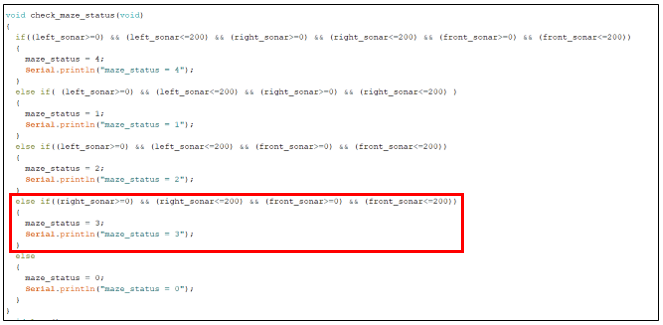 void check_maze_status(void)
{
  if((left_sonar>=0) && (left_sonar<=200) && (right_sonar>=0) && (right_sonar<=200) && (front_sonar>=0) && (front_sonar<=200))
  {
    maze_status = 4;
    Serial.println("maze_status = 4");
  }
  else if( (left_sonar>=0) && (left_sonar<=200) && (right_sonar>=0) && (right_sonar<=200) )
  {
    maze_status = 1;
    Serial.println("maze_status = 1");
  }
  else if((left_sonar>=0) && (left_sonar<=200) && (front_sonar>=0) && (front_sonar<=200))
  {
    maze_status = 2;
    Serial.println("maze_status = 2");
  }
  else if((right_sonar>=0) && (right_sonar<=200) && (front_sonar>=0) && (front_sonar<=200))
  {
    maze_status = 3;
    Serial.println("maze_status = 3");
  }
  else
  {
    maze_status = 0;
    Serial.println("maze_status = 0");
  }
}